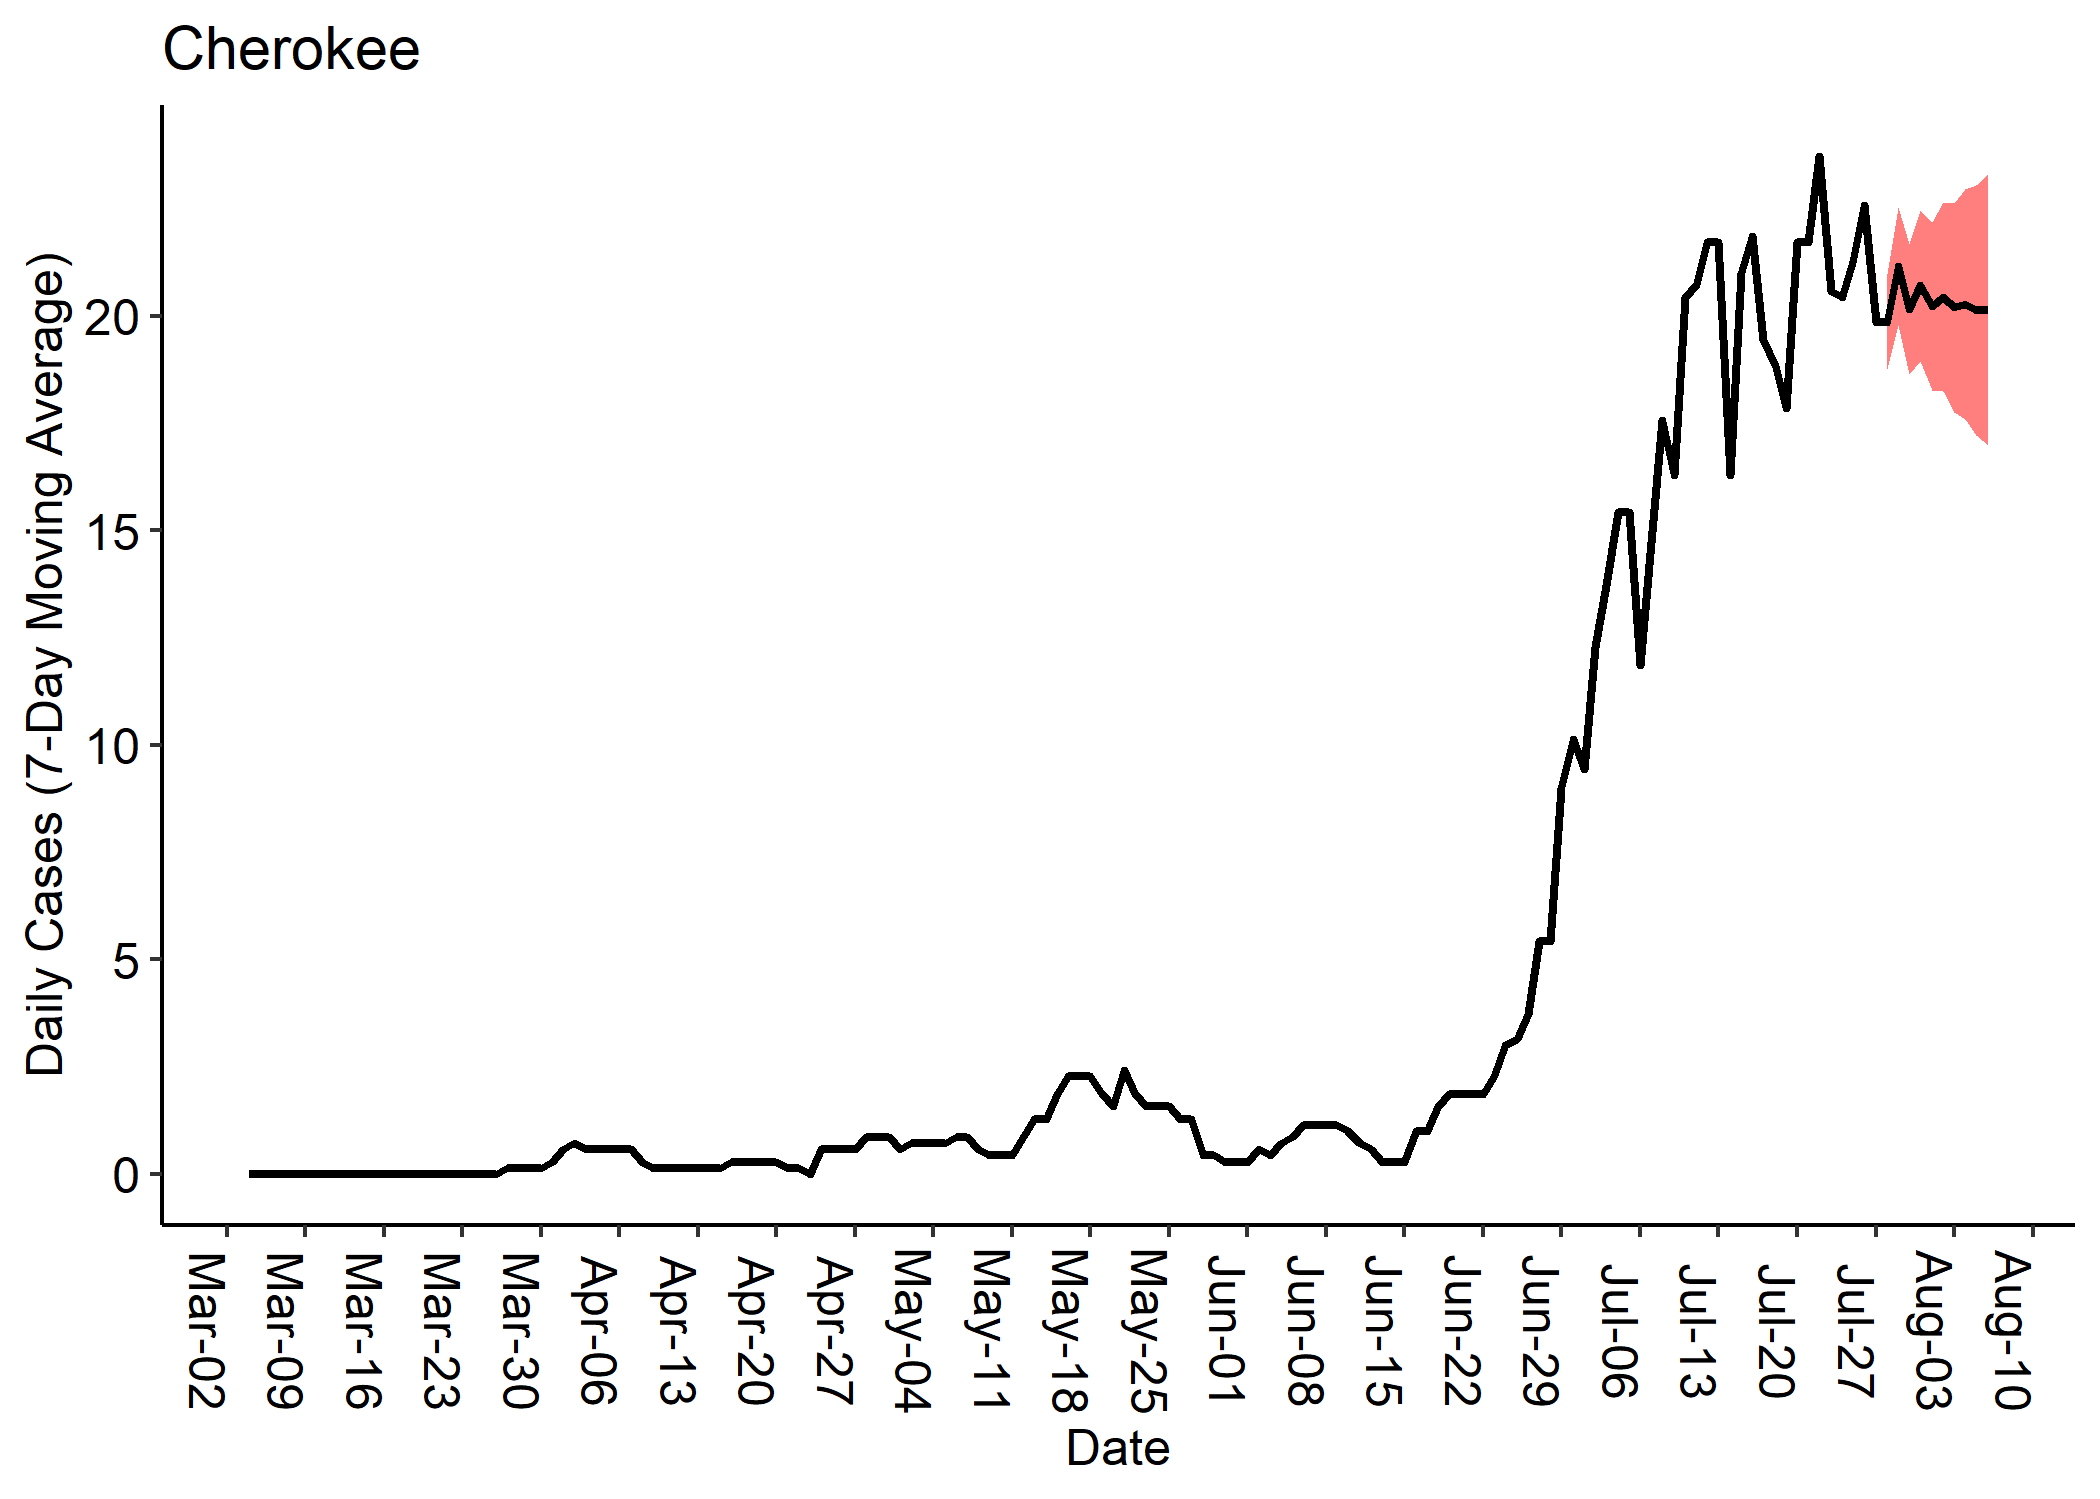 Cherokee
Daily Cases (7-Day Moving Average)
20
15
10
5
0
Mar-02
Mar-09
Mar-16
Mar-23
Mar-30
Apr-06
Apr-13
Apr-20
Apr-27
May-04
May-11
May-18
May-25
Jun-01
Jun-08
Jun-15
Jun-22
Jun-29
Jul-06
Jul-13
Jul-20
Jul-27
Aug-03
Aug-10
Date